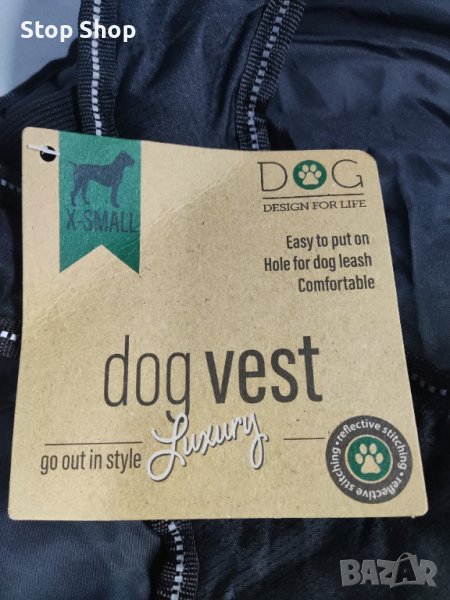 Stop Shop
X-SMALL
DOG
DESIGN FOR LIFE
Easy to put on
Hole for dog leash
Comfortable
dog vest
go out in style Luxury
reflective stitching • reflective stitching •
BAZAR